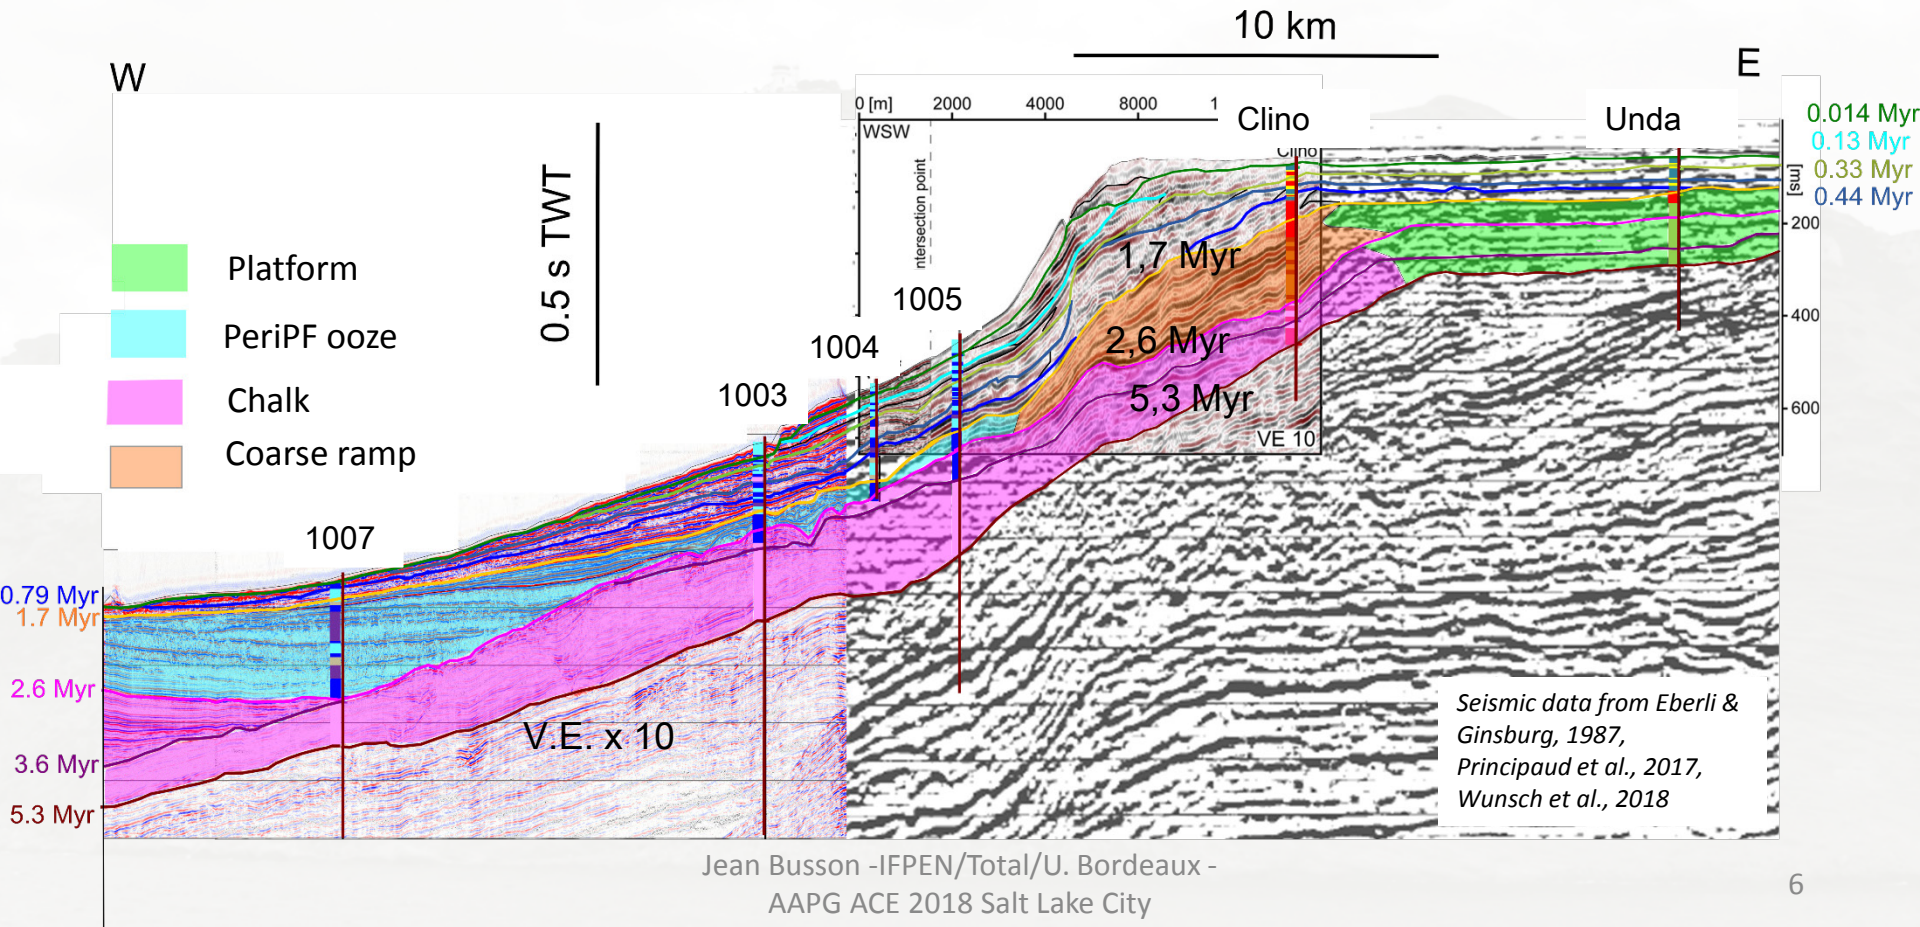 10 km
W
E
0 [m]
2000
4000
8000
1
WSW
Clino
Clino
Unda
0.014 Myr
0.13 Myr
0.33 Myr
0.44 Myr
[ms]
200
400
600
0.5 s TWT
ntersection point
Platform
PeriPF ooze
Chalk
Coarse ramp
1,7 Myr
2,6 Myr
5,3 Myr
VE 10
1005
1004
1003
1007
0.79 Myr
1.7 Myr
2.6 Myr
3.6 Myr
5.3 Myr
V.E. x 10
Seismic data from Eberli &
Ginsburg, 1987,
Principaud et al., 2017,
Wunsch et al., 2018
Jean Busson -IFPEN/Total/U. Bordeaux -
AAPG ACE 2018 Salt Lake City
6